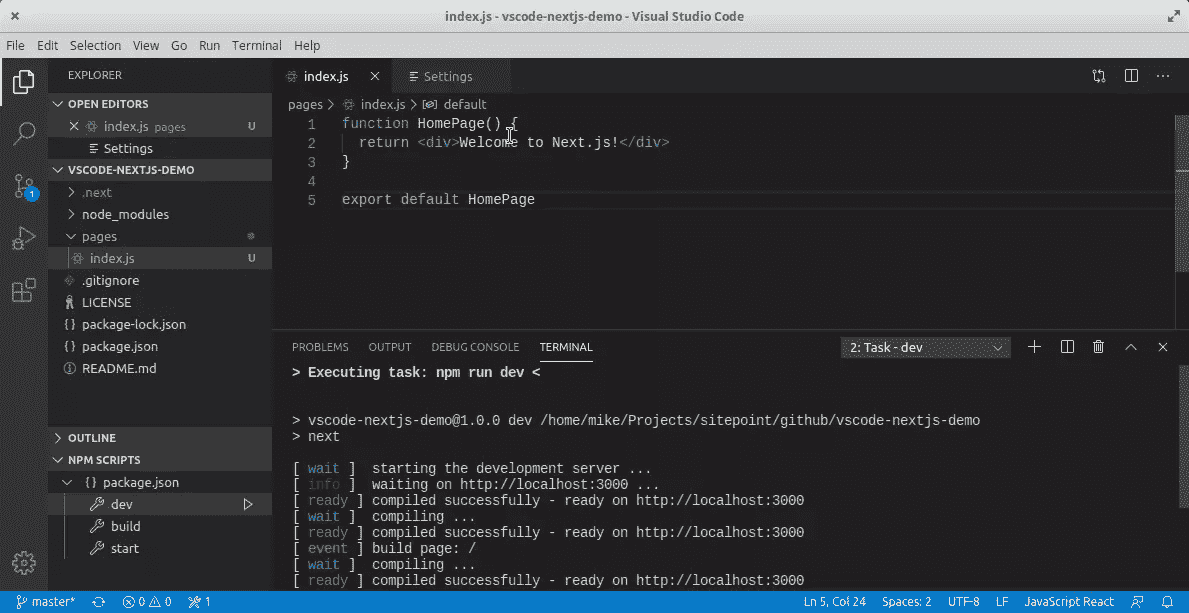 index.js - vscode-nextjs-demo - Visual Studio Code
File Edit Selection View Go Run Terminal Help
EXPLORER
OPEN EDITORS
index.js pages U
Settings
VSCODE-NEXTJS-DEMO
.next
node_modules
pages
index.js U
.gitignore
LICENSE
package-lock.json
package.json
README.md
OUTLINE
NPM SCRIPTS
package.json
dev
build
start
1
index.js Settings
pages > index.js > default
1 function HomePage() {
2 return <div>Welcome to Next.js!</div>
3 }
4
5 export default HomePage
PROBLEMS OUTPUT DEBUG CONSOLE TERMINAL 2: Task - dev
> Executing task: npm run dev <
> vscode-nextjs-demo@1.0.0 dev /home/mike/Projects/sitepoint/github/vscode-nextjs-demo
> next
[ wait ] starting the development server ...
[ info ] waiting on http://localhost:3000 ...
[ ready ] compiled successfully - ready on http://localhost:3000
[ wait ] compiling ...
[ ready ] compiled successfully - ready on http://localhost:3000
[ event ] build page: /
[ wait ] compiling ...
[ ready ] compiled successfully - ready on http://localhost:3000
master* 0 0 1 Ln 5, Col 24 Spaces: 2 UTF-8 LF JavaScript React